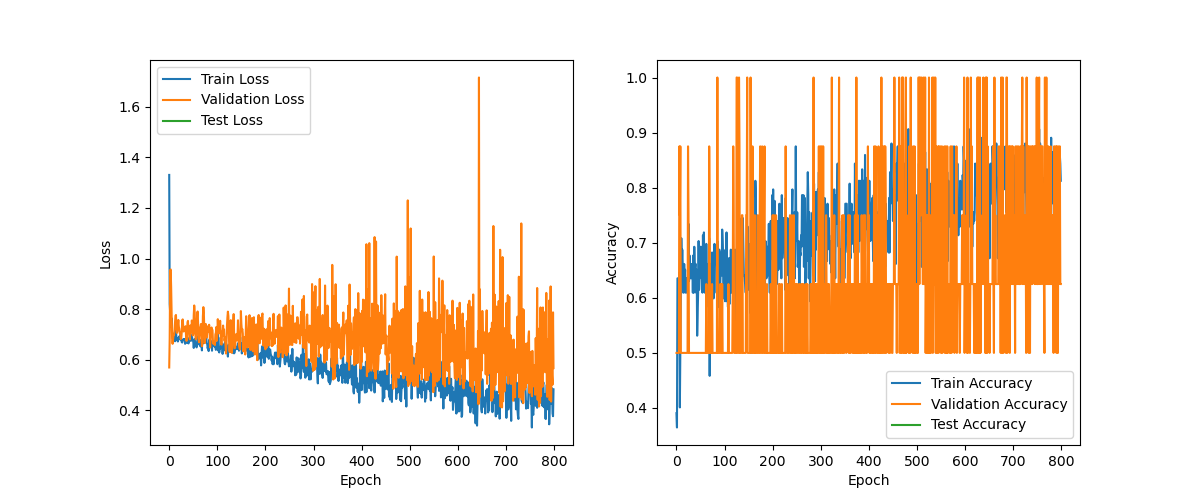 Train Loss
Validation Loss
Test Loss
1.6
1.4
1.2
1.0
0.8
0.6
0.4
Loss
0 100 200 300 400 500 600 700 800
Epoch
1.0
0.9
0.8
0.7
0.6
0.5
0.4
Accuracy
Train Accuracy
Validation Accuracy
Test Accuracy
0 100 200 300 400 500 600 700 800
Epoch